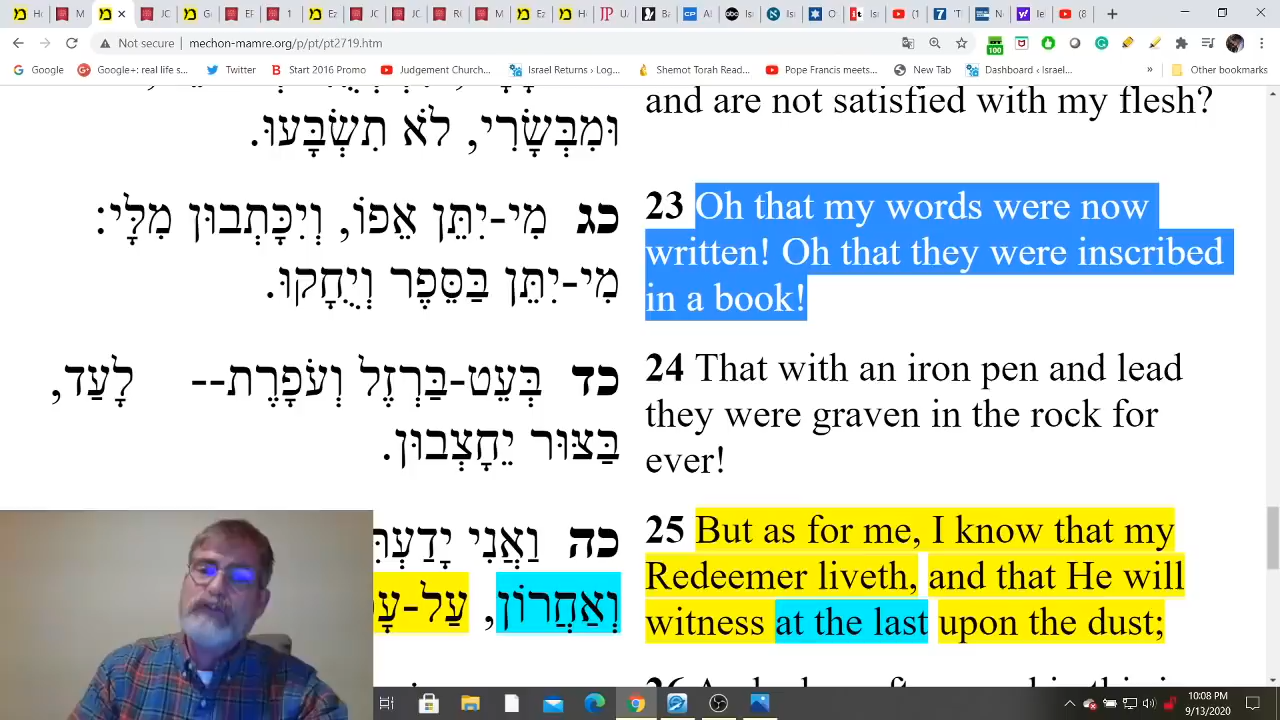 Not secure | mechon-mamre.org/p/pt/pt2719.htm
Google Google+: real life s... Twitter Start 2016 Promo Judgement Church... Israel Returns › Log... Shemot Torah Read... Pope Francis meets... New Tab Dashboard ‹ Israel... » Other bookmarks
and are not satisfied with my flesh?
וּמִבְּשָׂרִי, לֹא תִשְׂבָּעוּ.
23 Oh that my words were now
written! Oh that they were inscribed
in a book!
כג מִי-יִתֵּן אֵפוֹ, וְיִכָּתְבוּן מִלָּי:
מִי-יִתֵּן בַּסֵּפֶר וְיֻחָקוּ.
24 That with an iron pen and lead
they were graven in the rock for
ever!
כד בְּעֵט-בַּרְזֶל וְעֹפָרֶת-- לָעַד,
בַּצּוּר יֵחָצְבוּן.
25 But as for me, I know that my
Redeemer liveth, and that He will
witness at the last upon the dust;
כה וַאֲנִי
וְאַחֲרוֹן,
10:08 PM
9/13/2020